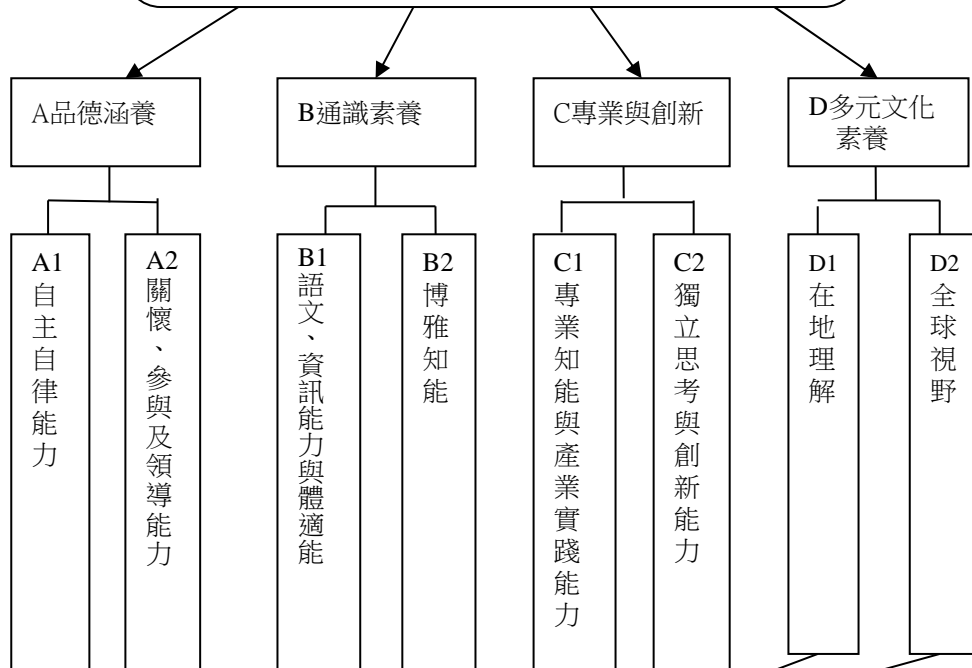 A品德涵養
B通識素養
C專業與創新
D多元文化
素養
A1
自主自律能力
A2
關懷、參與及領導能力
B1
語文、資訊能力與體適能
B2
博雅知能
C1
專業知能與產業實踐能力
C2
獨立思考與創新能力
D1
在地理解
D2
全球視野